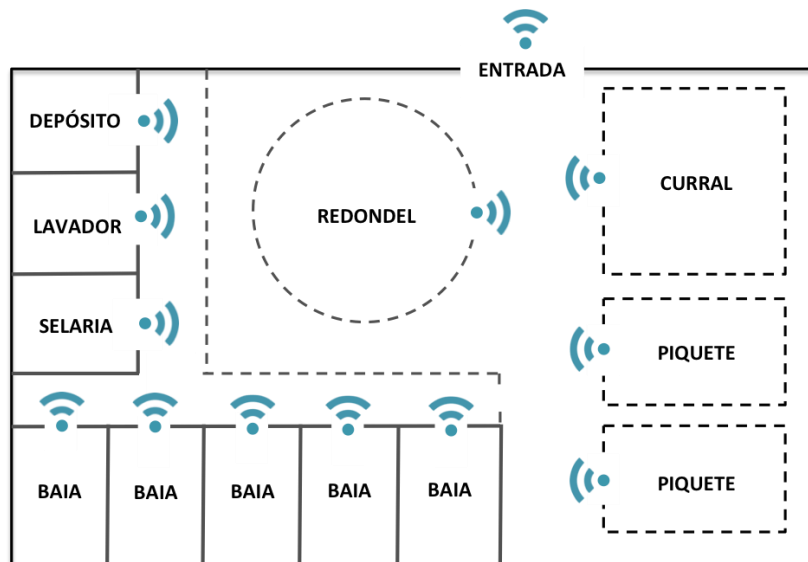 ENTRADA
DEPÓSITO
LAVADOR
REDONDEL
CURRAL
SELARIA
PIQUETE
BAIA BAIA BAIA BAIA BAIA
PIQUETE